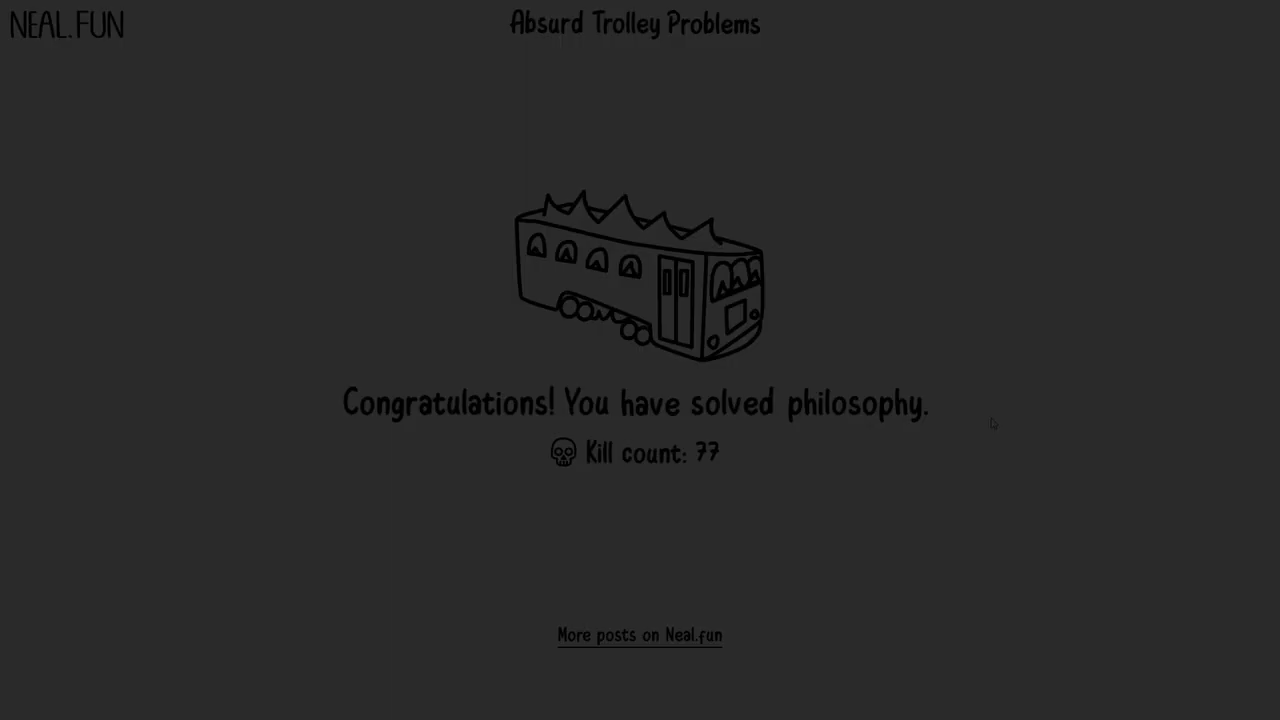 NEAL.FUN
Absurd Trolley Problems
Congratulations! You have solved philosophy.
Kill count: 77
More posts on Neal.fun